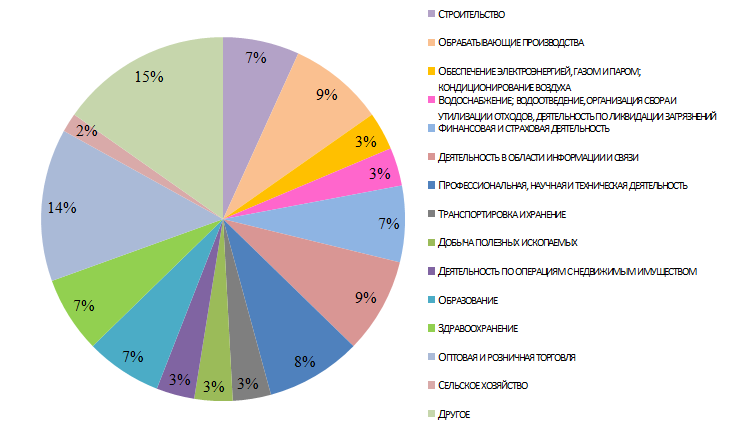 7%
9%
3%
3%
7%
9%
8%
3%
3%
3%
7%
7%
14%
2%
15%
Строительство
Обрабатывающие производства
Обеспечение электроэнергией, газом и паром;
кондиционирование воздуха
Водоснабжение; водоотведение, организация сбора и
утилизации отходов, деятельность по ликвидации загрязнений
Финансовая и страховая деятельность
Деятельность в области информации и связи
Профессиональная, научная и техническая деятельность
Транспортировка и хранение
Добыча полезных ископаемых
Деятельность по операциям с недвижимым имуществом
Образование
Здравоохранение
Оптовая и розничная торговля
Сельское хозяйство
Другое